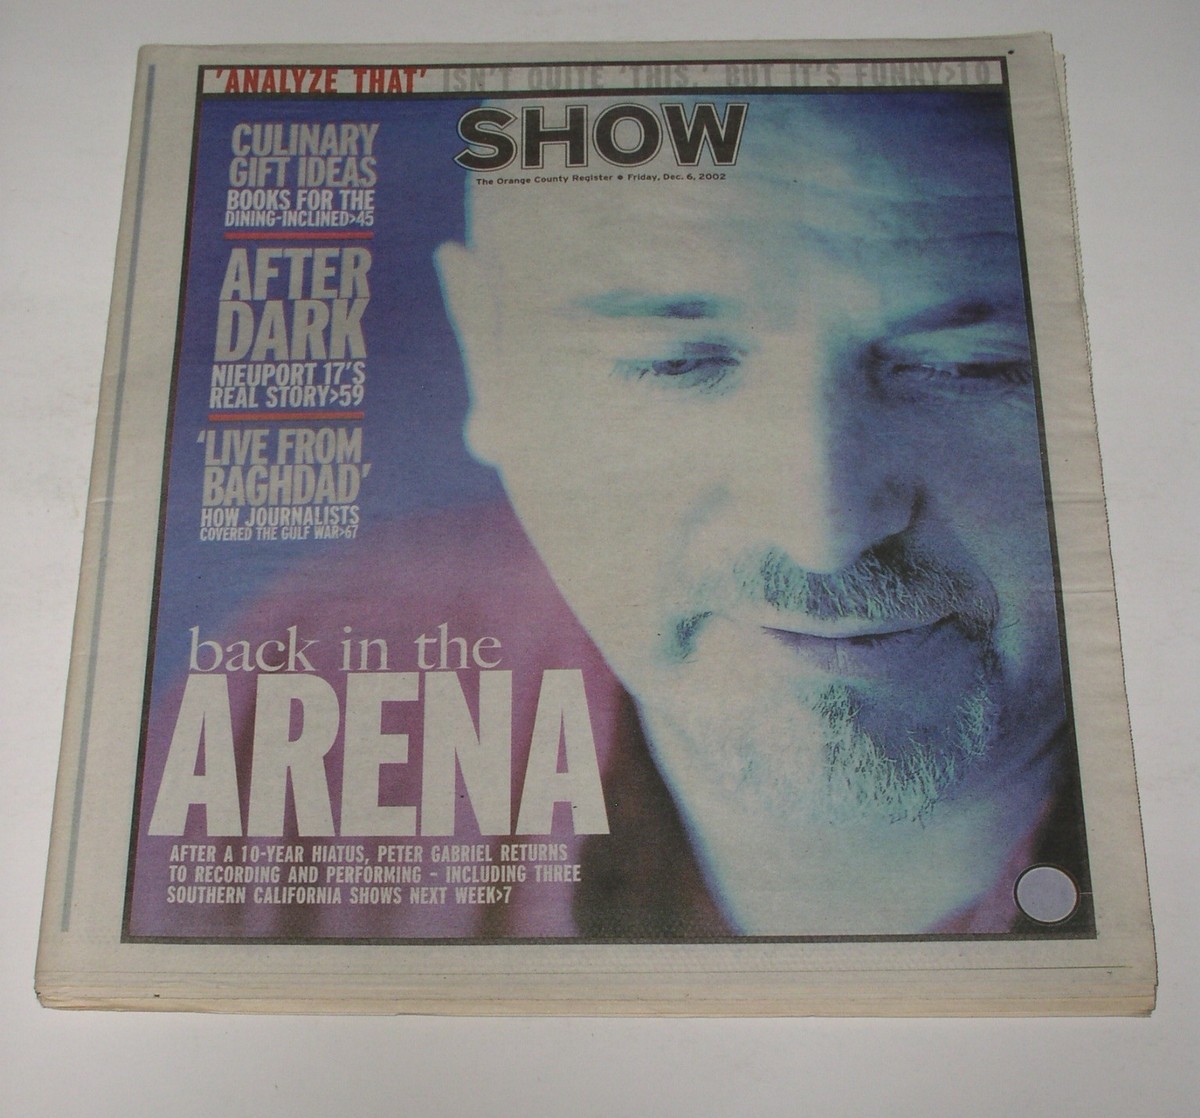 'ANALYZE THAT' ISN'T QUITE 'THIS,' BUT IT'S FUNNY>10
SHOW
The Orange County Register ● Friday, Dec. 6, 2002
CULINARY
GIFT IDEAS
BOOKS FOR THE
DINING-INCLINED>45
AFTER
DARK
NIEUPORT 17'S
REAL STORY>59
'LIVE FROM
BAGHDAD'
HOW JOURNALISTS
COVERED THE GULF WAR>67
back in the
ARENA
AFTER A 10-YEAR HIATUS, PETER GABRIEL RETURNS
TO RECORDING AND PERFORMING – INCLUDING THREE
SOUTHERN CALIFORNIA SHOWS NEXT WEEK>7